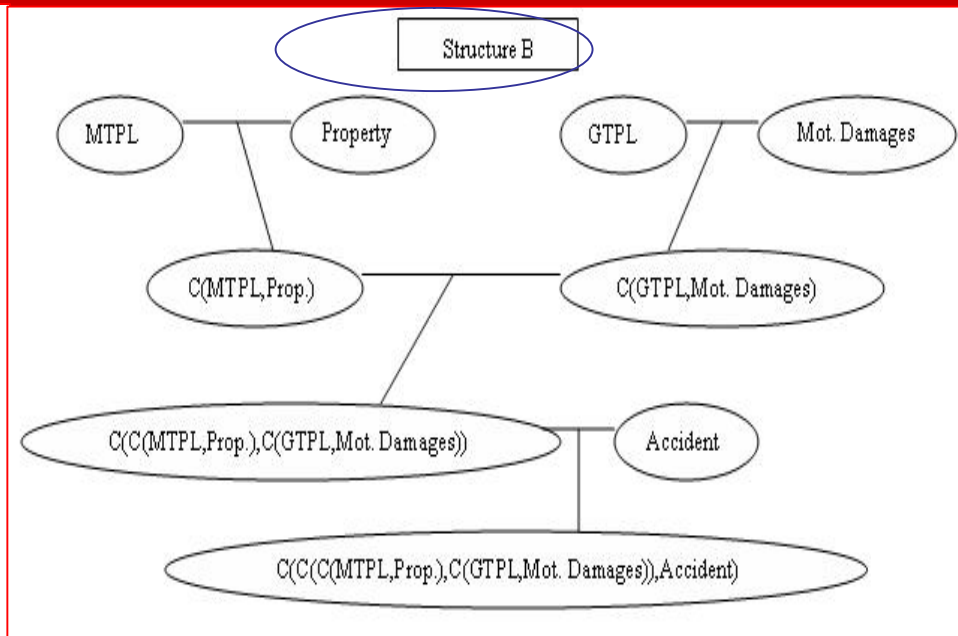 Structure B
MTPL
Property
GTPL
Mot. Damages
C(MTPL,Prop.)
C(GTPL,Mot. Damages)
C(C(MTPL,Prop.),C(GTPL,Mot. Damages))
Accident
C(C(C(MTPL,Prop.),C(GTPL,Mot. Damages)),Accident)